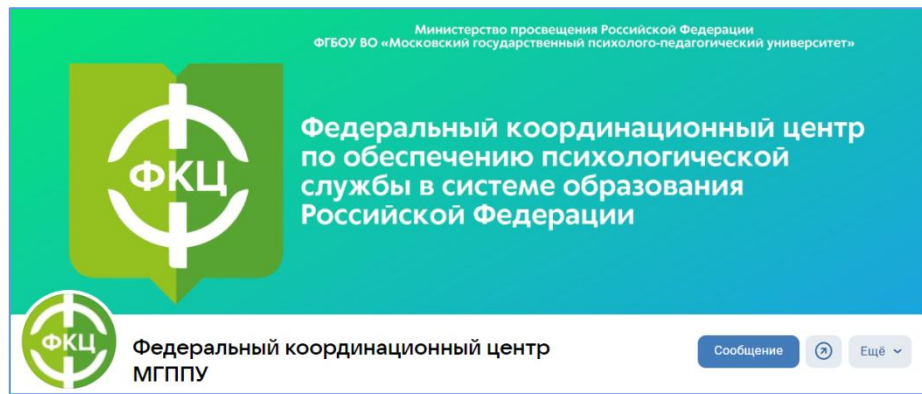 Министерство просвещения Российской Федерации
ФГБОУ ВО «Московский государственный психолого-педагогический университет»
ФКЦ
Федеральный координационный центр
по обеспечению психологической
службы в системе образования
Российской Федерации
ФКЦ
Федеральный координационный центр
МГППУ
Сообщение
Ещё